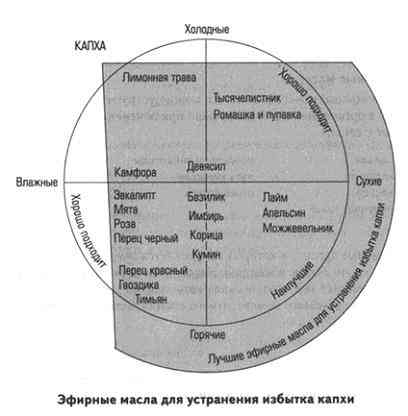 Холодные
КАПХА
Лимонная трава
Хорошо подходит
Тысячелистник
Ромашка и пупавка
Девясил
Камфора
Влажные
Сухие
Эвкалипт
Мята
Роза
Перец черный
Базилик
Имбирь
Корица
Кумин
Лайм
Апельсин
Можжевельник
Хорошо подходит
Перец красный
Гвоздика
Тимьян
Наилучшие
Горячие
Лучшие эфирные масла для устранения избытка капхи
Эфирные масла для устранения избытка капхи